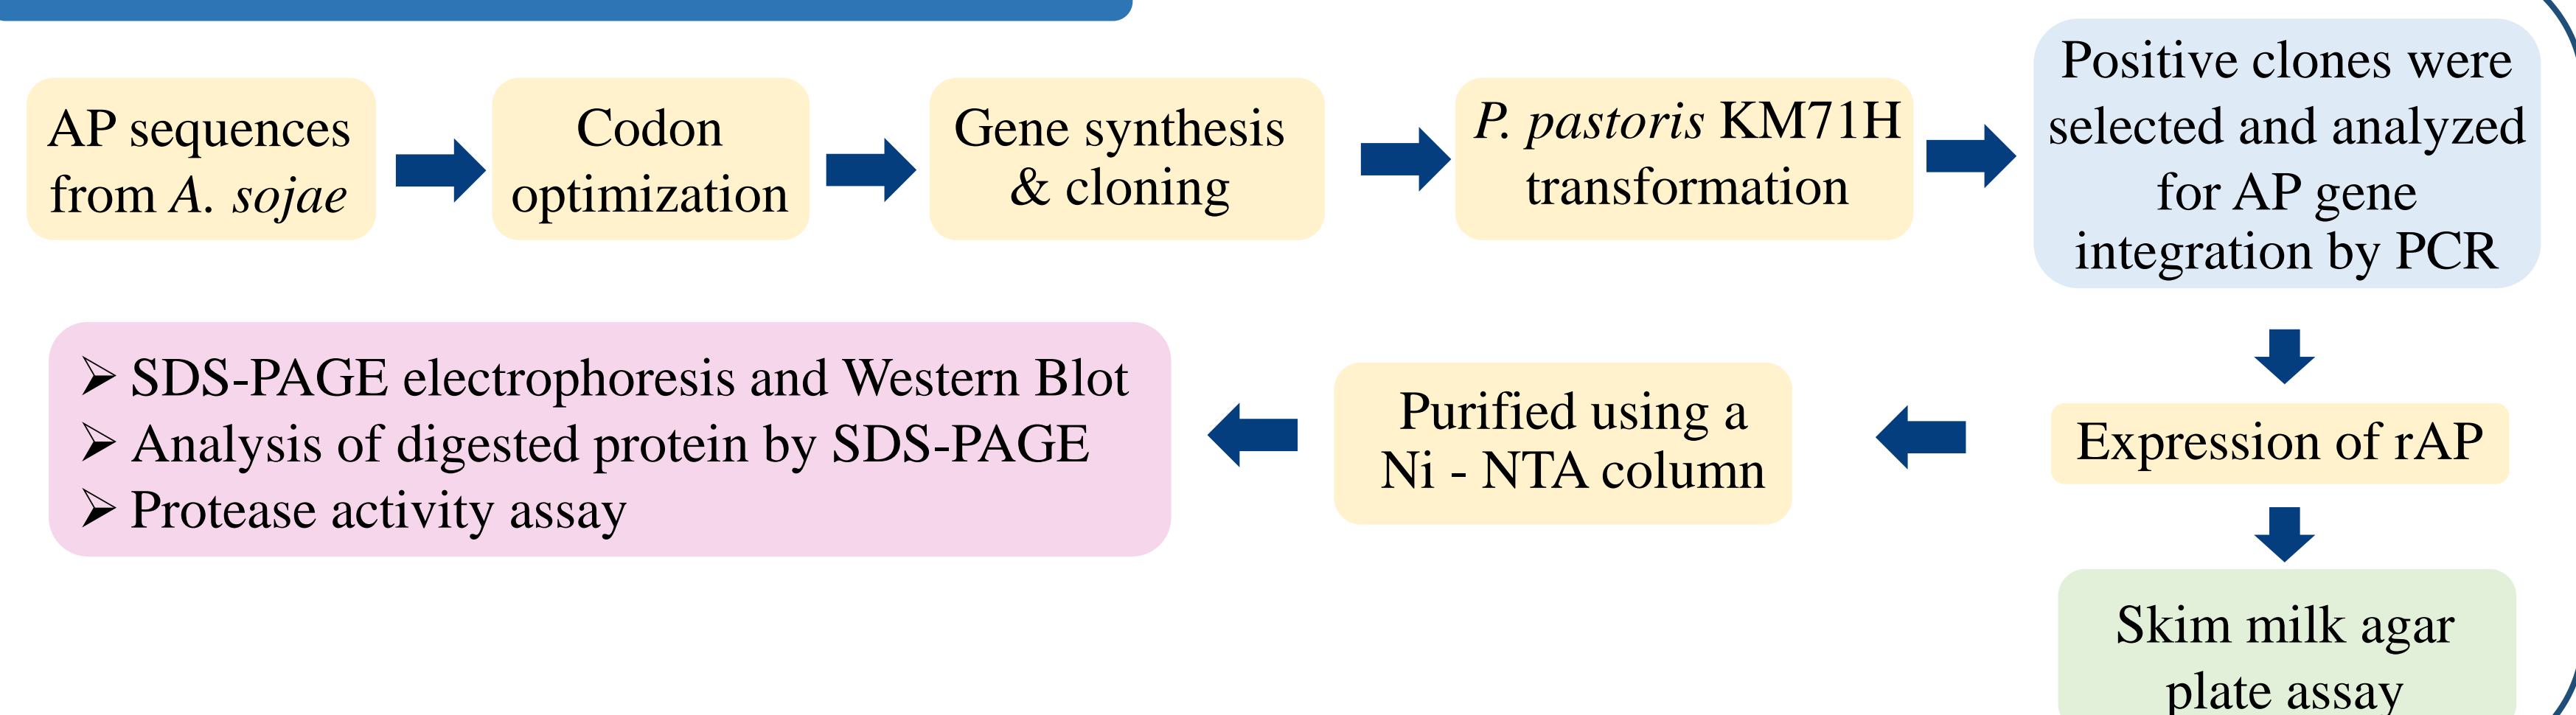 AP sequences
from A. sojae
Codon
optimization
Gene synthesis
& cloning
P. pastoris KM71H
transformation
Positive clones were
selected and analyzed
for AP gene
integration by PCR
Expression of rAP
Skim milk agar
plate assay
Purified using a
Ni - NTA column
➢ SDS-PAGE electrophoresis and Western Blot
➢ Analysis of digested protein by SDS-PAGE
➢ Protease activity assay